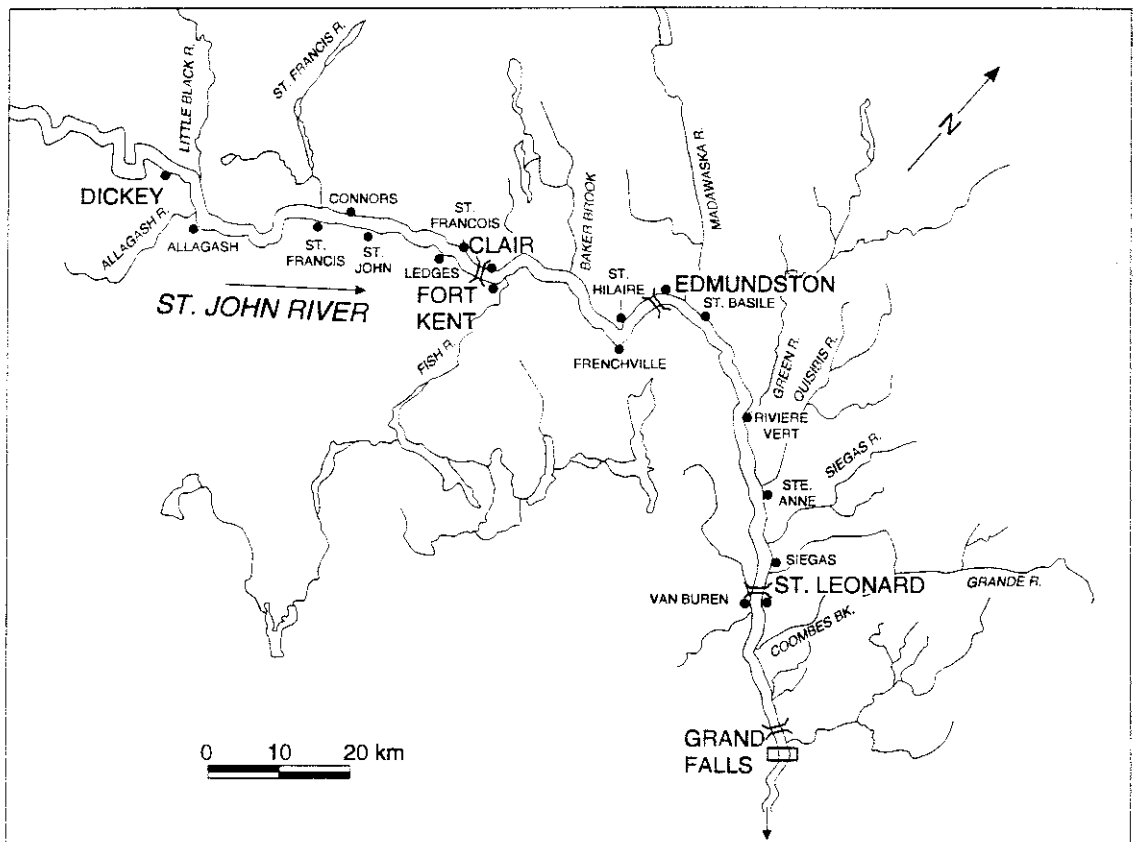 LITTLE BLACK R.
ST. FRANCIS R.
N
MADAWASKA R.
DICKEY
CONNORS
ST.
FRANCOIS
CLAIR
BAKER BROOK
ALLAGASH R.
ALLAGASH
ST.
FRANCIS
ST.
JOHN
LEDGES
ST.
HILAIRE
EDMUNDSTON
ST. BASILE
ST. JOHN RIVER
FORT
KENT
FISH R.
FRENCHVILLE
GREEN R.
QUISIBIS R.
RIVIERE
VERT
SIEGAS R.
STE.
ANNE
SIEGAS
GRANDE R.
VAN BUREN
ST. LEONARD
COOMBES BK.
GRAND
FALLS
0 10 20 km